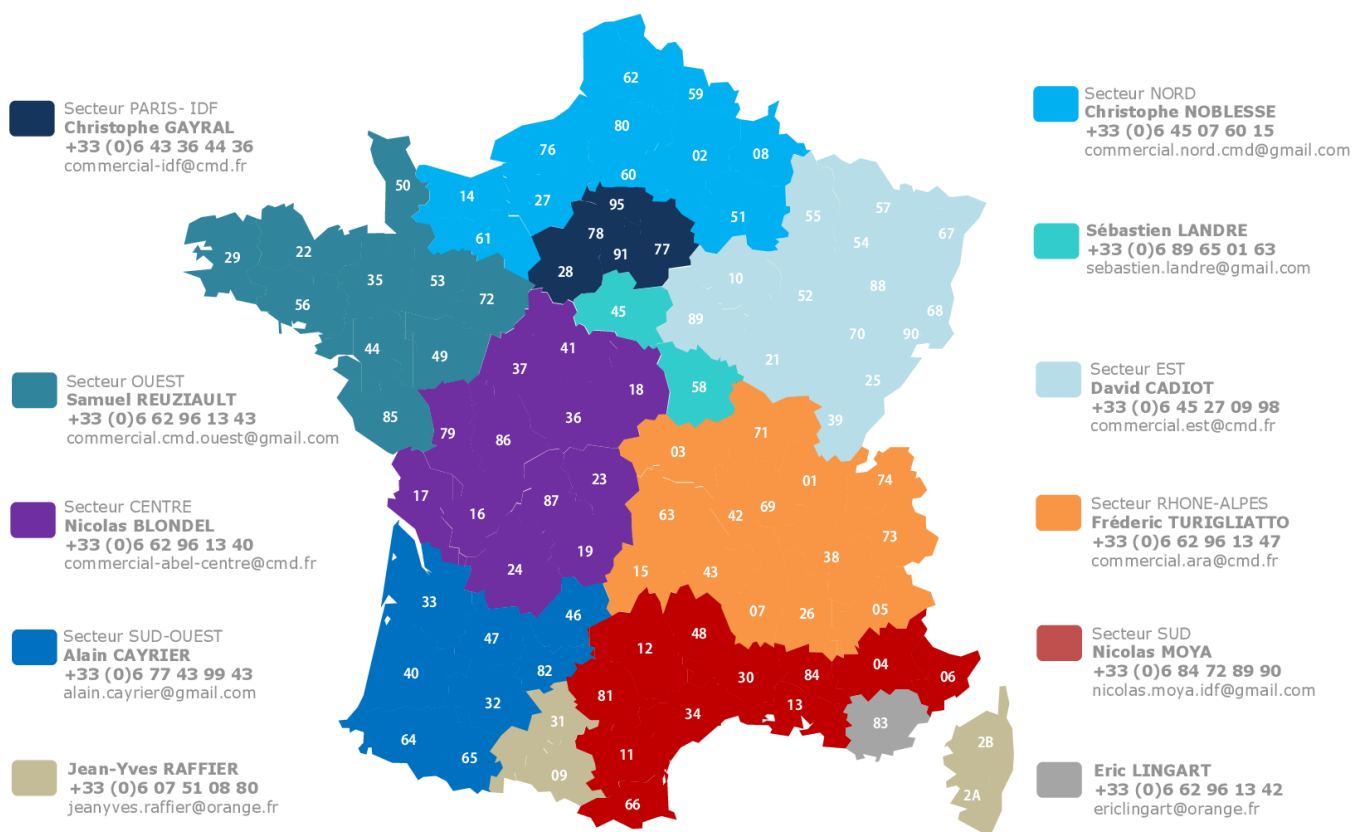 Secteur PARIS- IDF
Christophe GAYRAL
+33 (0)6 43 36 44 36
commercial-idf@cmd.fr
Secteur OUEST
Samuel REUZIAULT
+33 (0)6 62 96 13 43
commercial.cmd.ouest@gmail.com
Secteur CENTRE
Nicolas BLONDEL
+33 (0)6 62 96 13 40
commercial-abel-centre@cmd.fr
Secteur SUD-OUEST
Alain CAYRIER
+33 (0)6 77 43 99 43
alain.cayrier@gmail.com
Jean-Yves RAFFIER
+33 (0)6 07 51 08 80
jeanyves.raffier@orange.fr
62
59
80
76
02
08
60
50
14
27
95
51
55
57
61
78
77
54
67
29
22
35
53
28
91
10
88
56
72
45
52
68
89
70
90
44
49
41
37
21
25
18
58
85
79
36
39
86
71
03
23
01
74
17
16
87
63
42
69
73
19
38
24
15
43
33
46
07
26
05
47
12
48
04
40
82
30
84
06
32
81
34
13
31
83
64
65
11
2B
09
66
2A
Secteur NORD
Christophe NOBLESSE
+33 (0)6 45 07 60 15
commercial.nord.cmd@gmail.com
Sébastien LANDRE
+33 (0)6 89 65 01 63
sebastien.landre@gmail.com
Secteur EST
David CADIOT
+33 (0)6 45 27 09 98
commercial.est@cmd.fr
Secteur RHONE-ALPES
Fréderic TURIGLIATTO
+33 (0)6 62 96 13 47
commercial.ara@cmd.fr
Secteur SUD
Nicolas MOYA
+33 (0)6 84 72 89 90
nicolas.moya.idf@gmail.com
Eric LINGART
+33 (0)6 62 96 13 42
ericlingart@orange.fr